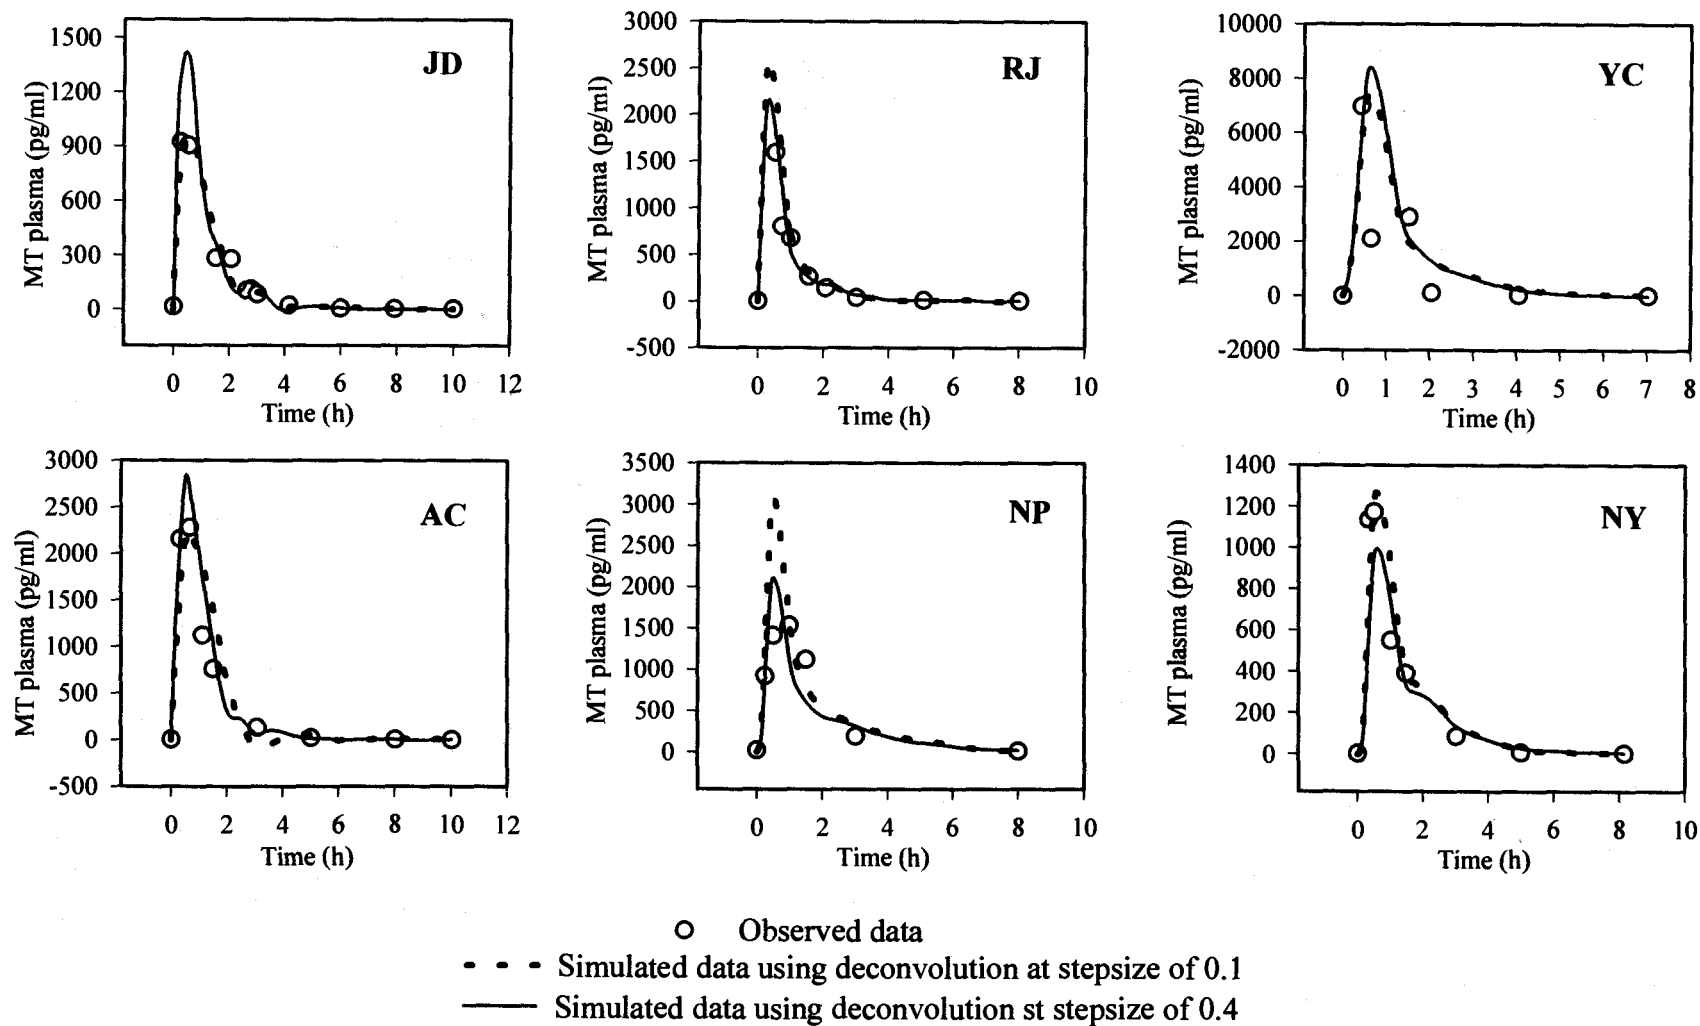 JD
MT plasma (pg/ml)
1500
1200
900
600
300
0
0 2 4 6 8 10 12
Time (h)
RJ
MT plasma (pg/ml)
3000
2500
2000
1500
1000
500
0
-500
0 2 4 6 8 10
Time (h)
YC
MT plasma (pg/ml)
10000
8000
6000
4000
2000
0
-2000
0 1 2 3 4 5 6 7 8
Time (h)
AC
MT plasma (pg/ml)
3000
2500
2000
1500
1000
500
0
-500
0 2 4 6 8 10 12
Time (h)
NP
MT plasma (pg/ml)
3500
3000
2500
2000
1500
1000
500
0
0 2 4 6 8 10
Time (h)
NY
MT plasma (pg/ml)
1400
1200
1000
800
600
400
200
0
0 2 4 6 8 10
Time (h)
Observed data
Simulated data using deconvolution at stepsize of 0.1
Simulated data using deconvolution st stepsize of 0.4